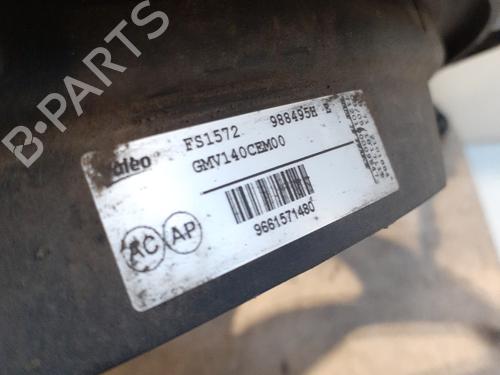 B-PARTS
Valeo
FS1572 988495H E
GMV140CEM00
AC AP
9661571480